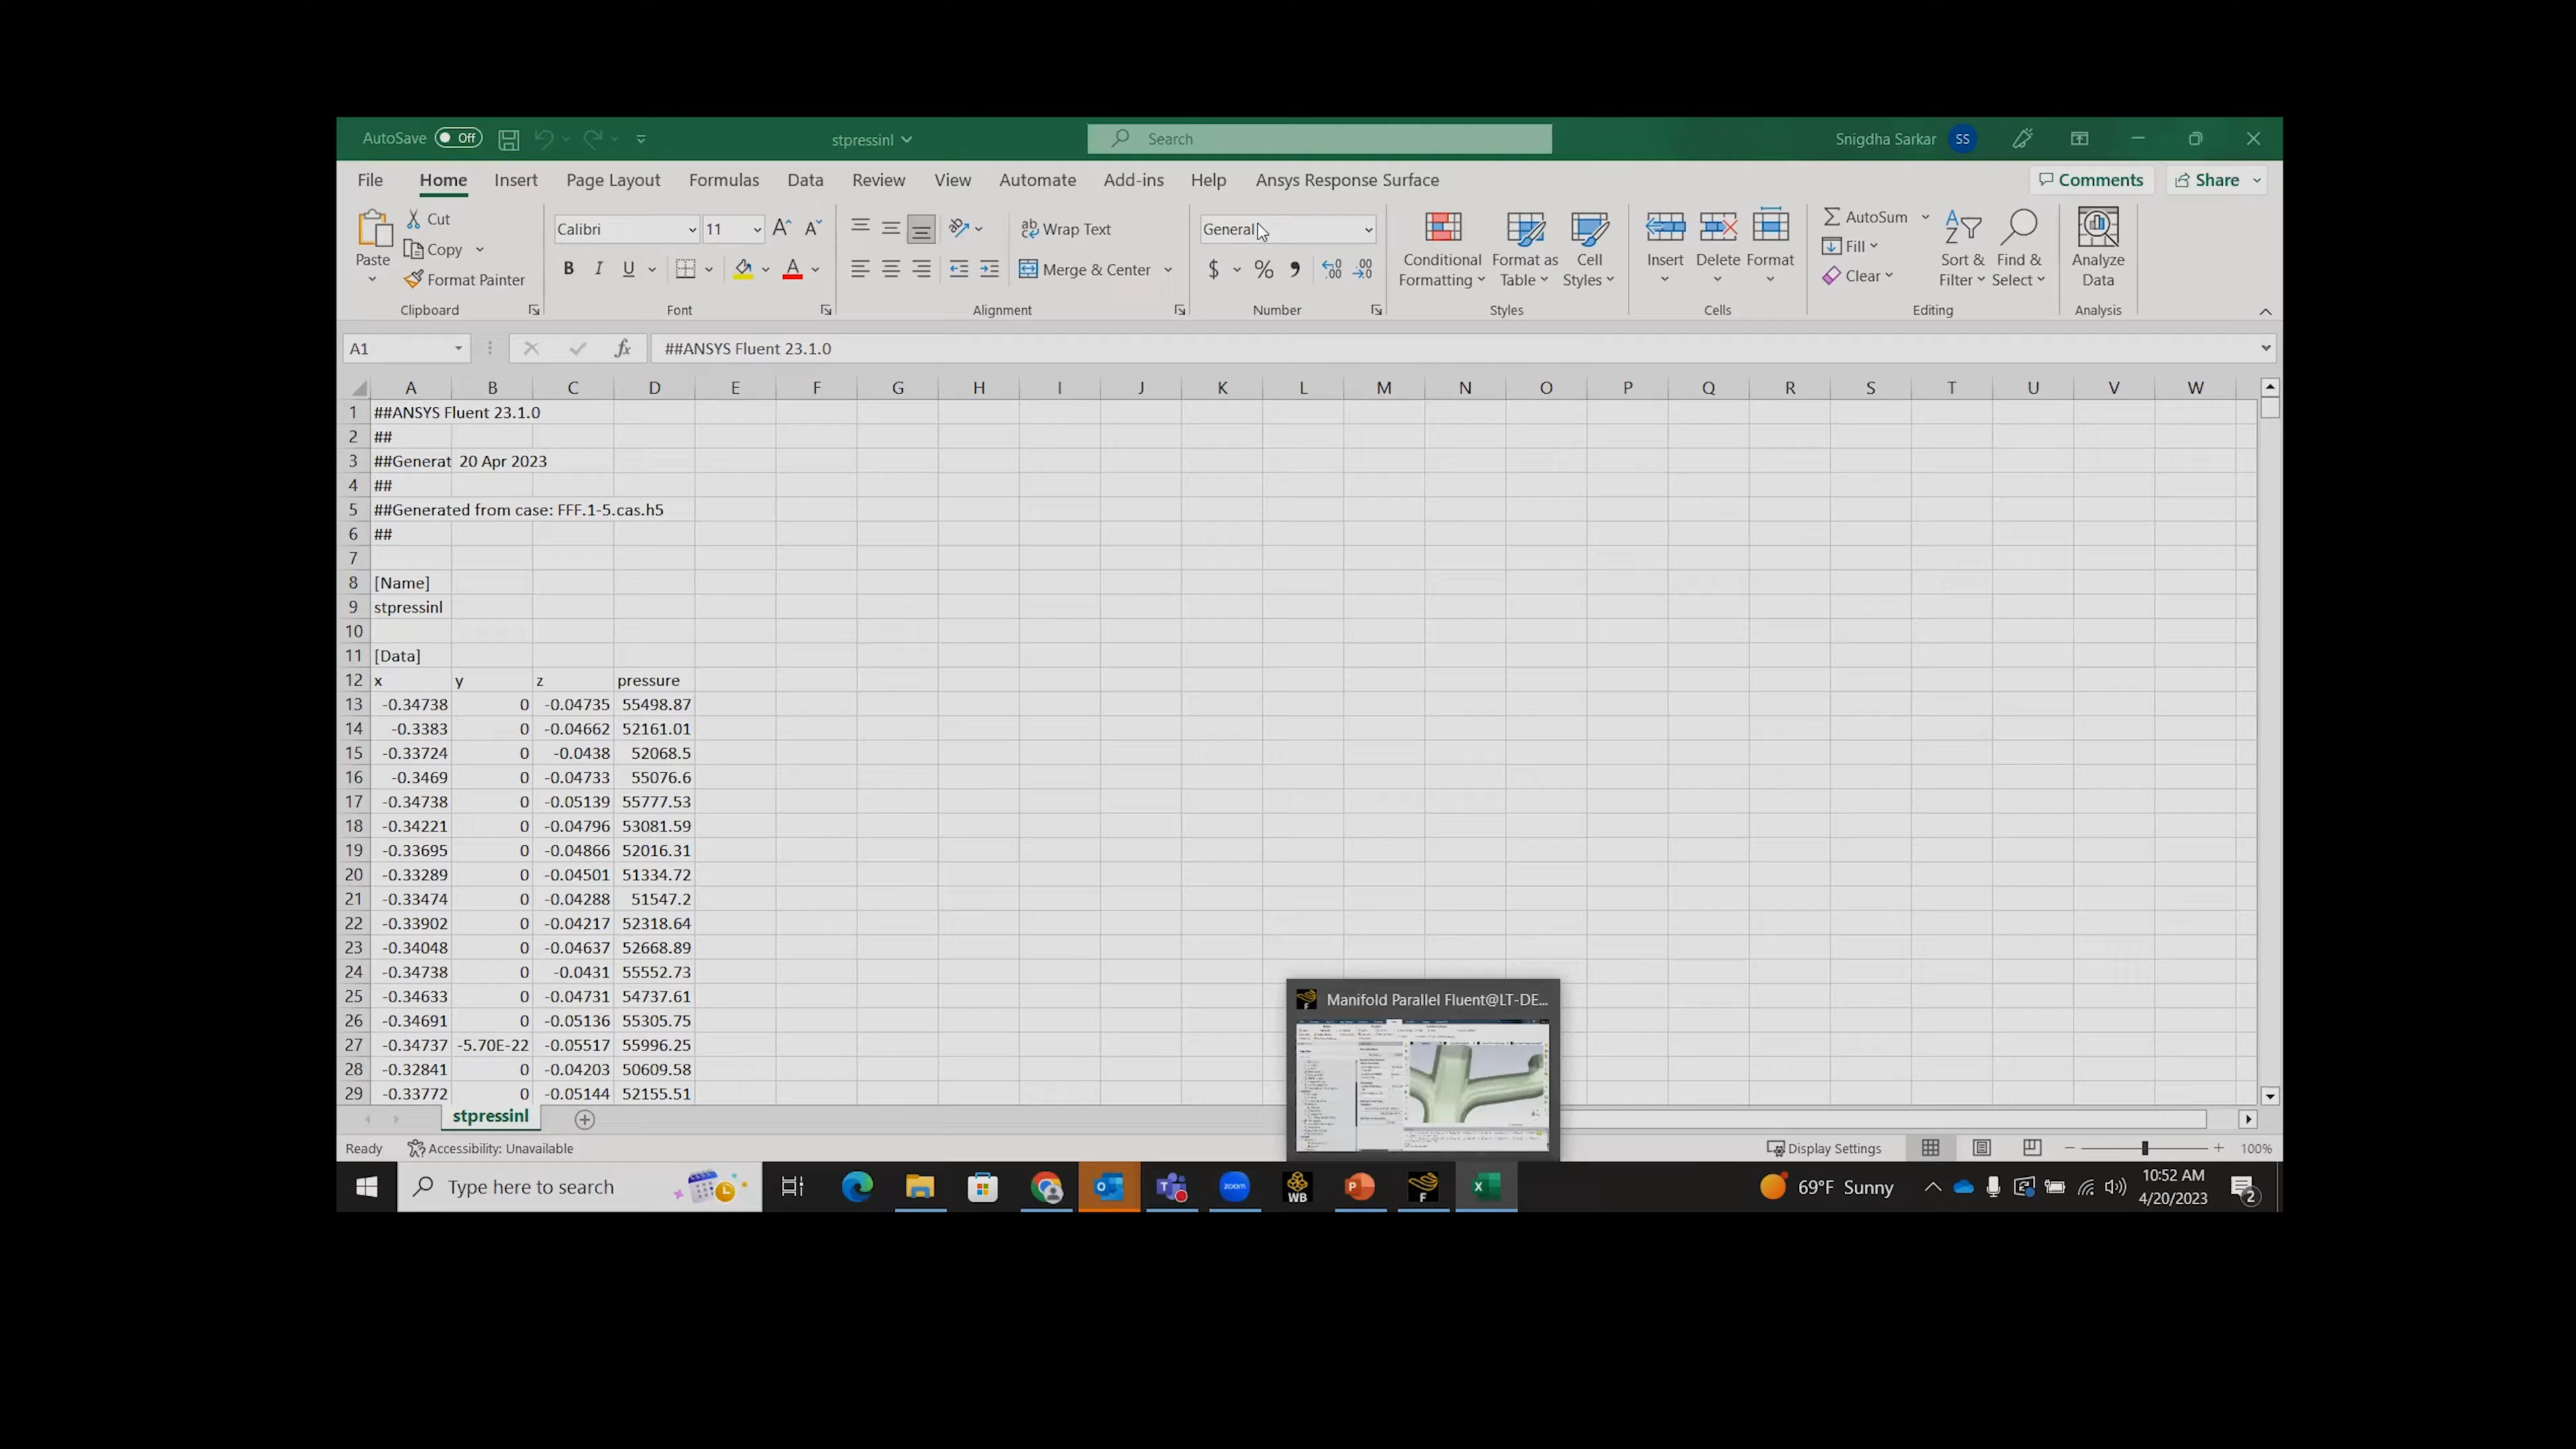 AutoSave Off stpressinl Search Snigdha Sarkar SS
File Home Insert Page Layout Formulas Data Review View Automate Add-ins Help Ansys Response Surface Comments Share
Paste Cut Copy Format Painter Clipboard
Calibri 11 B I U Font
Wrap Text Merge & Center Alignment
General $ % Number
Conditional Formatting Format as Table Cell Styles Styles
Insert Delete Format Cells
AutoSum Fill Clear Sort & Filter Find & Select Editing
Analyze Data Analysis
A1 fx ##ANSYS Fluent 23.1.0
A B C D E F G H I J K L M N O P Q R S T U V W
1 ##ANSYS Fluent 23.1.0
2 ##
3 ##Generat 20 Apr 2023
4 ##
5 ##Generated from case: FFF.1-5.cas.h5
6 ##
7
8 [Name]
9 stpressinl
10
11 [Data]
12 x y z pressure
13 -0.34738 0 -0.04735 55498.87
14 -0.3383 0 -0.04662 52161.01
15 -0.33724 0 -0.0438 52068.5
16 -0.3469 0 -0.04733 55076.6
17 -0.34738 0 -0.05139 55777.53
18 -0.34221 0 -0.04796 53081.59
19 -0.33695 0 -0.04866 52016.31
20 -0.33289 0 -0.04501 51334.72
21 -0.33474 0 -0.04288 51547.2
22 -0.33902 0 -0.04217 52318.64
23 -0.34048 0 -0.04637 52668.89
24 -0.34738 0 -0.0431 55552.73
25 -0.34633 0 -0.04731 54737.61
26 -0.34691 0 -0.05136 55305.75
27 -0.34737 -5.70E-22 -0.05517 55996.25
28 -0.32841 0 -0.04203 50609.58
29 -0.33772 0 -0.05144 52155.51
Manifold Parallel Fluent@LT-DE...
stpressinl
Ready Accessibility: Unavailable Display Settings 100%
Type here to search zoom WB 69°F Sunny 10:52 AM
4/20/2023 2